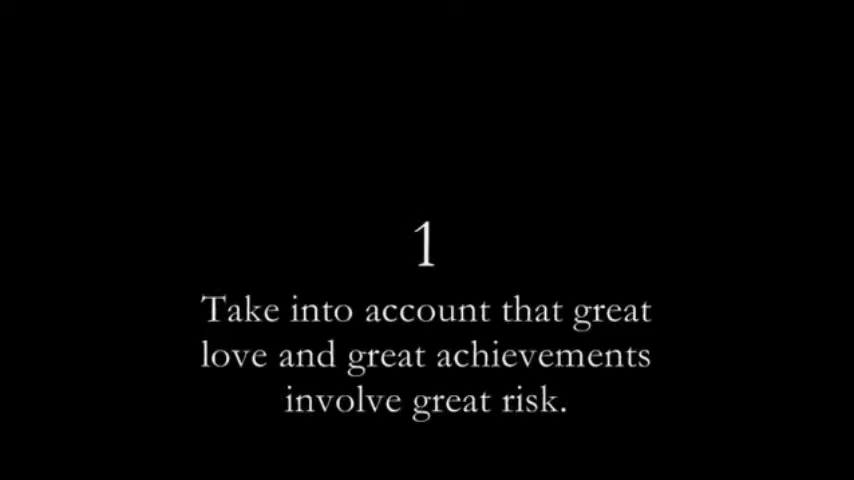 1
Take into account that great
love and great achievements
involve great risk.